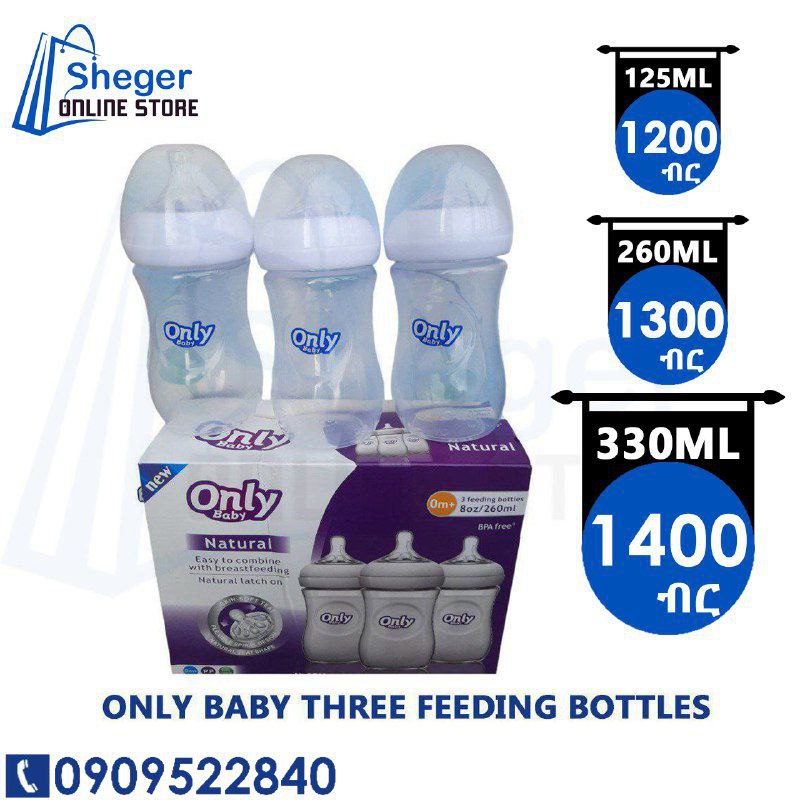 Sheger
ONLINE STORE
125ML
1200
ብር
260ML
1300
ብር
330ML
1400
ብር
Only
Baby
Only
Baby
Only
Baby
Only
Baby
new
Only
Baby
Natural
Easy to combine
with breastfeeding
Natural latch on
Natural
0m+
3 feeding bottles
8oz/260ml
BPA free
Only
Only
Only
ONLY BABY THREE FEEDING BOTTLES
0909522840